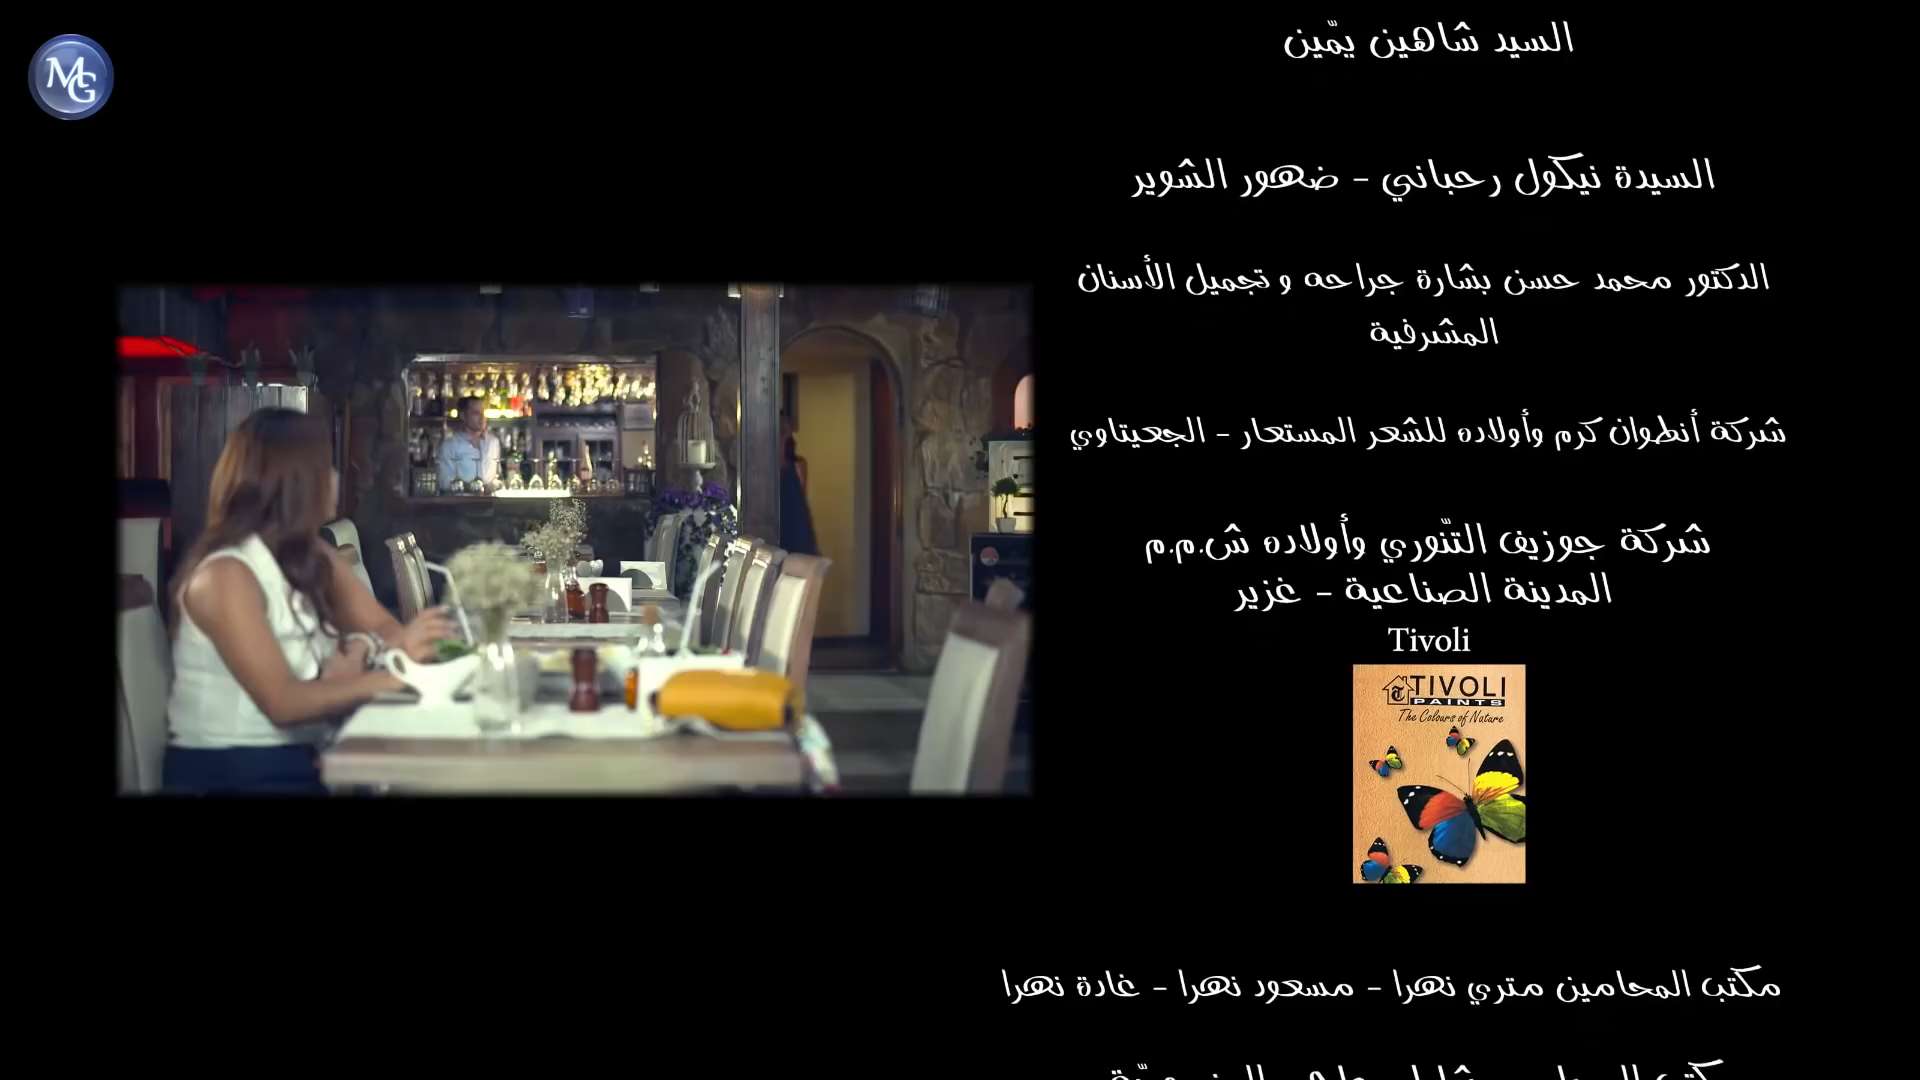 MG
السيد شاهين يمّين
السيدة نيكول رحباني - ضهور الشوير
الدكتور محمد حسن بشارة جراحه و تجميل الأسنان
المشرفية
شركة أنطوان كرم وأولاده للشعر المستعار - الجعيتاوي
شركة جوزيف التّنوري وأولاده ش.م.م
المدينة الصناعية - غزير
Tivoli
TIVOLI
PAINTS
The Colours of Nature
مكتب المحامين متري نهرا - مسعود نهرا - غادة نهرا